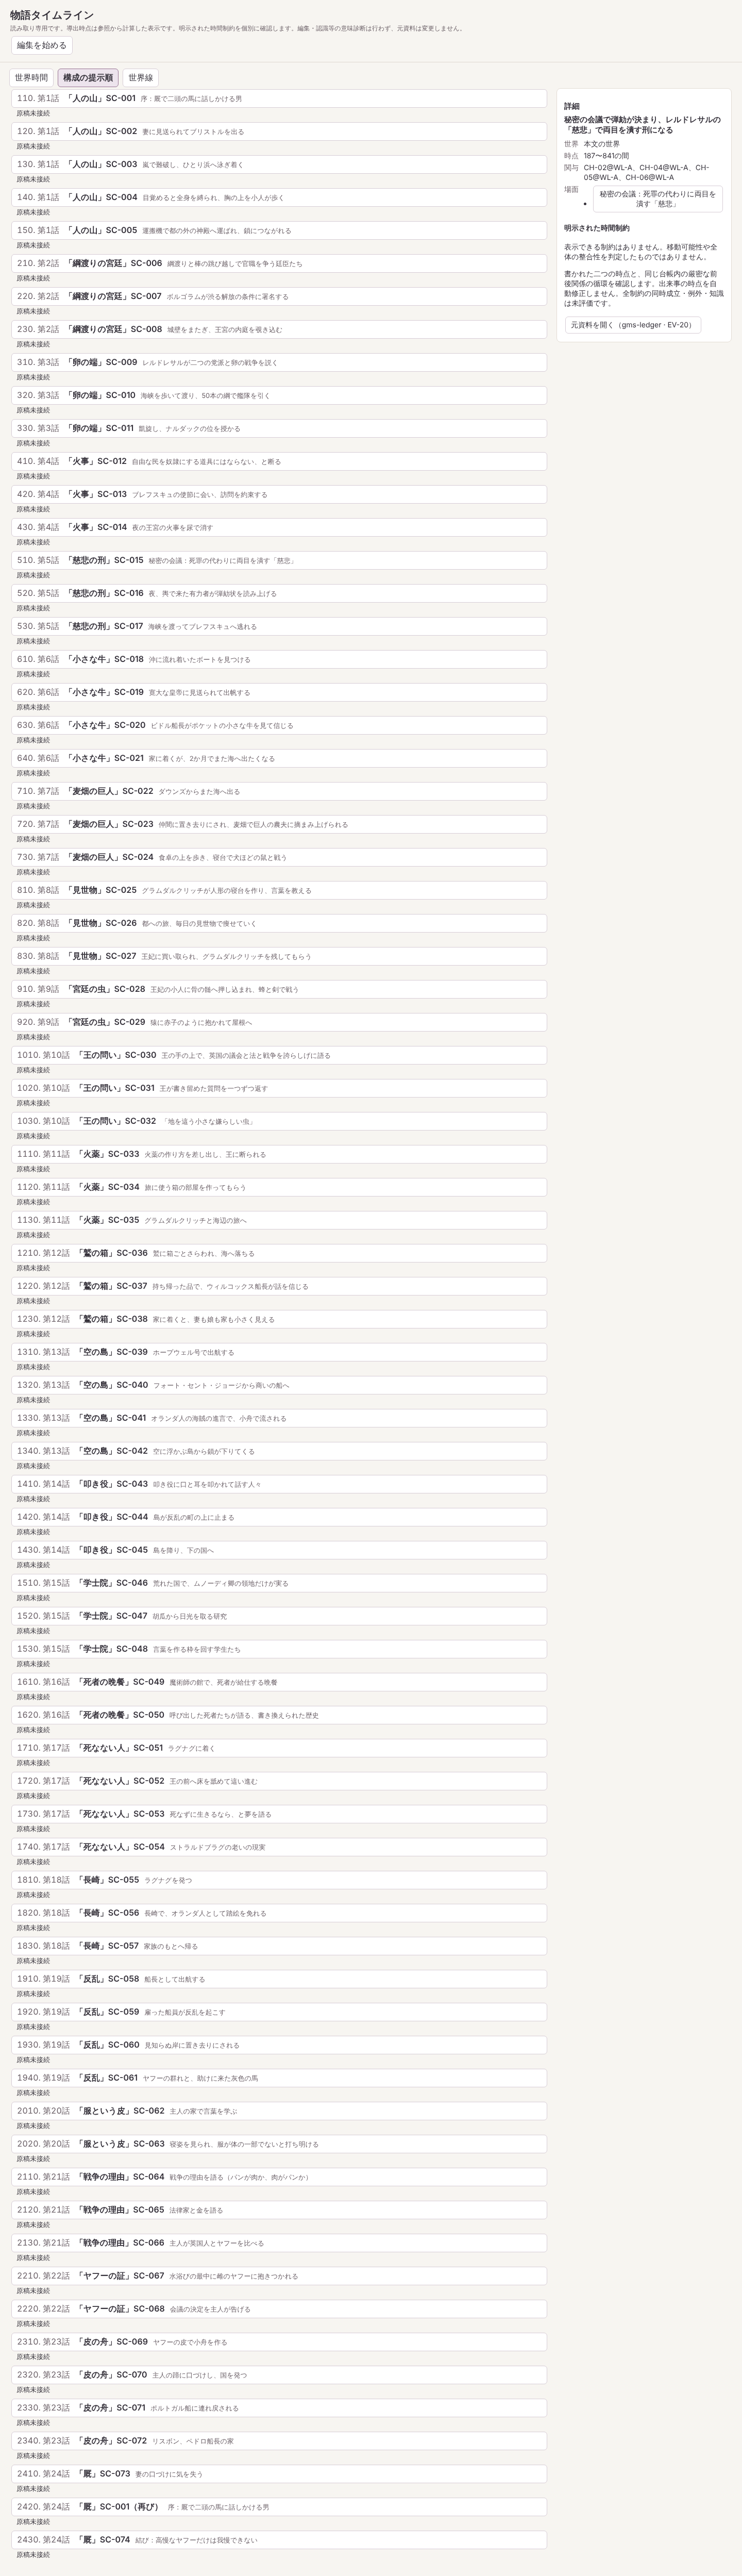 物語タイムライン
読み取り専用です。導出時点は参照から計算した表示です。明示された時間制約を個別に確認します。編集・認識等の意味診断は行わず、元資料は変更しません。
編集を始める
世界時間
構成の提示順
世界線
110. 第1話 「人の山」SC-001 序：厩で二頭の馬に話しかける男
原稿未接続
120. 第1話 「人の山」SC-002 妻に見送られてブリストルを出る
原稿未接続
130. 第1話 「人の山」SC-003 嵐で難破し、ひとり浜へ泳ぎ着く
原稿未接続
140. 第1話 「人の山」SC-004 目覚めると全身を縛られ、胸の上を小人が歩く
原稿未接続
150. 第1話 「人の山」SC-005 運搬機で都の外の神殿へ運ばれ、鎖につながれる
原稿未接続
210. 第2話 「綱渡りの宮廷」SC-006 綱渡りと棒の跳び越しで官職を争う廷臣たち
原稿未接続
220. 第2話 「綱渡りの宮廷」SC-007 ボルゴラムが渋る解放の条件に署名する
原稿未接続
230. 第2話 「綱渡りの宮廷」SC-008 城壁をまたぎ、王宮の内庭を覗き込む
原稿未接続
310. 第3話 「卵の端」SC-009 レルドレサルが二つの党派と卵の戦争を説く
原稿未接続
320. 第3話 「卵の端」SC-010 海峡を歩いて渡り、50本の綱で艦隊を引く
原稿未接続
330. 第3話 「卵の端」SC-011 凱旋し、ナルダックの位を授かる
原稿未接続
410. 第4話 「火事」SC-012 自由な民を奴隷にする道具にはならない、と断る
原稿未接続
420. 第4話 「火事」SC-013 ブレフスキュの使節に会い、訪問を約束する
原稿未接続
430. 第4話 「火事」SC-014 夜の王宮の火事を尿で消す
原稿未接続
510. 第5話 「慈悲の刑」SC-015 秘密の会議：死罪の代わりに両目を潰す「慈悲」
原稿未接続
520. 第5話 「慈悲の刑」SC-016 夜、輿で来た有力者が弾劾状を読み上げる
原稿未接続
530. 第5話 「慈悲の刑」SC-017 海峡を渡ってブレフスキュへ逃れる
原稿未接続
610. 第6話 「小さな牛」SC-018 沖に流れ着いたボートを見つける
原稿未接続
620. 第6話 「小さな牛」SC-019 寛大な皇帝に見送られて出帆する
原稿未接続
630. 第6話 「小さな牛」SC-020 ビドル船長がポケットの小さな牛を見て信じる
原稿未接続
640. 第6話 「小さな牛」SC-021 家に着くが、2か月でまた海へ出たくなる
原稿未接続
710. 第7話 「麦畑の巨人」SC-022 ダウンズからまた海へ出る
原稿未接続
720. 第7話 「麦畑の巨人」SC-023 仲間に置き去りにされ、麦畑で巨人の農夫に摘まみ上げられる
原稿未接続
730. 第7話 「麦畑の巨人」SC-024 食卓の上を歩き、寝台で犬ほどの鼠と戦う
原稿未接続
810. 第8話 「見世物」SC-025 グラムダルクリッチが人形の寝台を作り、言葉を教える
原稿未接続
820. 第8話 「見世物」SC-026 都への旅、毎日の見世物で痩せていく
原稿未接続
830. 第8話 「見世物」SC-027 王妃に買い取られ、グラムダルクリッチを残してもらう
原稿未接続
910. 第9話 「宮廷の虫」SC-028 王妃の小人に骨の髄へ押し込まれ、蜂と剣で戦う
原稿未接続
920. 第9話 「宮廷の虫」SC-029 猿に赤子のように抱かれて屋根へ
原稿未接続
1010. 第10話 「王の問い」SC-030 王の手の上で、英国の議会と法と戦争を誇らしげに語る
原稿未接続
1020. 第10話 「王の問い」SC-031 王が書き留めた質問を一つずつ返す
原稿未接続
1030. 第10話 「王の問い」SC-032 「地を這う小さな嫌らしい虫」
原稿未接続
1110. 第11話 「火薬」SC-033 火薬の作り方を差し出し、王に断られる
原稿未接続
1120. 第11話 「火薬」SC-034 旅に使う箱の部屋を作ってもらう
原稿未接続
1130. 第11話 「火薬」SC-035 グラムダルクリッチと海辺の旅へ
原稿未接続
1210. 第12話 「鷲の箱」SC-036 鷲に箱ごとさらわれ、海へ落ちる
原稿未接続
1220. 第12話 「鷲の箱」SC-037 持ち帰った品で、ウィルコックス船長が話を信じる
原稿未接続
1230. 第12話 「鷲の箱」SC-038 家に着くと、妻も娘も家も小さく見える
原稿未接続
1310. 第13話 「空の島」SC-039 ホープウェル号で出航する
原稿未接続
1320. 第13話 「空の島」SC-040 フォート・セント・ジョージから商いの船へ
原稿未接続
1330. 第13話 「空の島」SC-041 オランダ人の海賊の進言で、小舟で流される
原稿未接続
1340. 第13話 「空の島」SC-042 空に浮かぶ島から鎖が下りてくる
原稿未接続
1410. 第14話 「叩き役」SC-043 叩き役に口と耳を叩かれて話す人々
原稿未接続
1420. 第14話 「叩き役」SC-044 島が反乱の町の上に止まる
原稿未接続
1430. 第14話 「叩き役」SC-045 島を降り、下の国へ
原稿未接続
1510. 第15話 「学士院」SC-046 荒れた国で、ムノーディ卿の領地だけが実る
原稿未接続
1520. 第15話 「学士院」SC-047 胡瓜から日光を取る研究
原稿未接続
1530. 第15話 「学士院」SC-048 言葉を作る枠を回す学生たち
原稿未接続
1610. 第16話 「死者の晩餐」SC-049 魔術師の館で、死者が給仕する晩餐
原稿未接続
1620. 第16話 「死者の晩餐」SC-050 呼び出した死者たちが語る、書き換えられた歴史
原稿未接続
1710. 第17話 「死なない人」SC-051 ラグナグに着く
原稿未接続
1720. 第17話 「死なない人」SC-052 王の前へ床を舐めて這い進む
原稿未接続
1730. 第17話 「死なない人」SC-053 死なずに生きるなら、と夢を語る
原稿未接続
1740. 第17話 「死なない人」SC-054 ストラルドブラグの老いの現実
原稿未接続
1810. 第18話 「長崎」SC-055 ラグナグを発つ
原稿未接続
1820. 第18話 「長崎」SC-056 長崎で、オランダ人として踏絵を免れる
原稿未接続
1830. 第18話 「長崎」SC-057 家族のもとへ帰る
原稿未接続
1910. 第19話 「反乱」SC-058 船長として出航する
原稿未接続
1920. 第19話 「反乱」SC-059 雇った船員が反乱を起こす
原稿未接続
1930. 第19話 「反乱」SC-060 見知らぬ岸に置き去りにされる
原稿未接続
1940. 第19話 「反乱」SC-061 ヤフーの群れと、助けに来た灰色の馬
原稿未接続
2010. 第20話 「服という皮」SC-062 主人の家で言葉を学ぶ
原稿未接続
2020. 第20話 「服という皮」SC-063 寝姿を見られ、服が体の一部でないと打ち明ける
原稿未接続
2110. 第21話 「戦争の理由」SC-064 戦争の理由を語る（パンが肉か、肉がパンか）
原稿未接続
2120. 第21話 「戦争の理由」SC-065 法律家と金を語る
原稿未接続
2130. 第21話 「戦争の理由」SC-066 主人が英国人とヤフーを比べる
原稿未接続
2210. 第22話 「ヤフーの証」SC-067 水浴びの最中に雌のヤフーに抱きつかれる
原稿未接続
2220. 第22話 「ヤフーの証」SC-068 会議の決定を主人が告げる
原稿未接続
2310. 第23話 「皮の舟」SC-069 ヤフーの皮で小舟を作る
原稿未接続
2320. 第23話 「皮の舟」SC-070 主人の蹄に口づけし、国を発つ
原稿未接続
2330. 第23話 「皮の舟」SC-071 ポルトガル船に連れ戻される
原稿未接続
2340. 第23話 「皮の舟」SC-072 リスボン、ペドロ船長の家
原稿未接続
2410. 第24話 「厩」SC-073 妻の口づけに気を失う
原稿未接続
2420. 第24話 「厩」SC-001（再び） 序：厩で二頭の馬に話しかける男
原稿未接続
2430. 第24話 「厩」SC-074 結び：高慢なヤフーだけは我慢できない
原稿未接続
詳細
秘密の会議で弾劾が決まり、レルドレサルの
「慈悲」で両目を潰す刑になる
世界 本文の世界
時点 187〜841の間
関与 CH-02@WL-A、CH-04@WL-A、CH-
05@WL-A、CH-06@WL-A
場面
秘密の会議：死罪の代わりに両目を
潰す「慈悲」
明示された時間制約
表示できる制約はありません。移動可能性や全
体の整合性を判定したものではありません。
書かれた二つの時点と、同じ台帳内の厳密な前
後関係の循環を確認します。出来事の時点を自
動修正しません。全制約の同時成立・例外・知識
は未評価です。
元資料を開く（gms-ledger · EV-20）